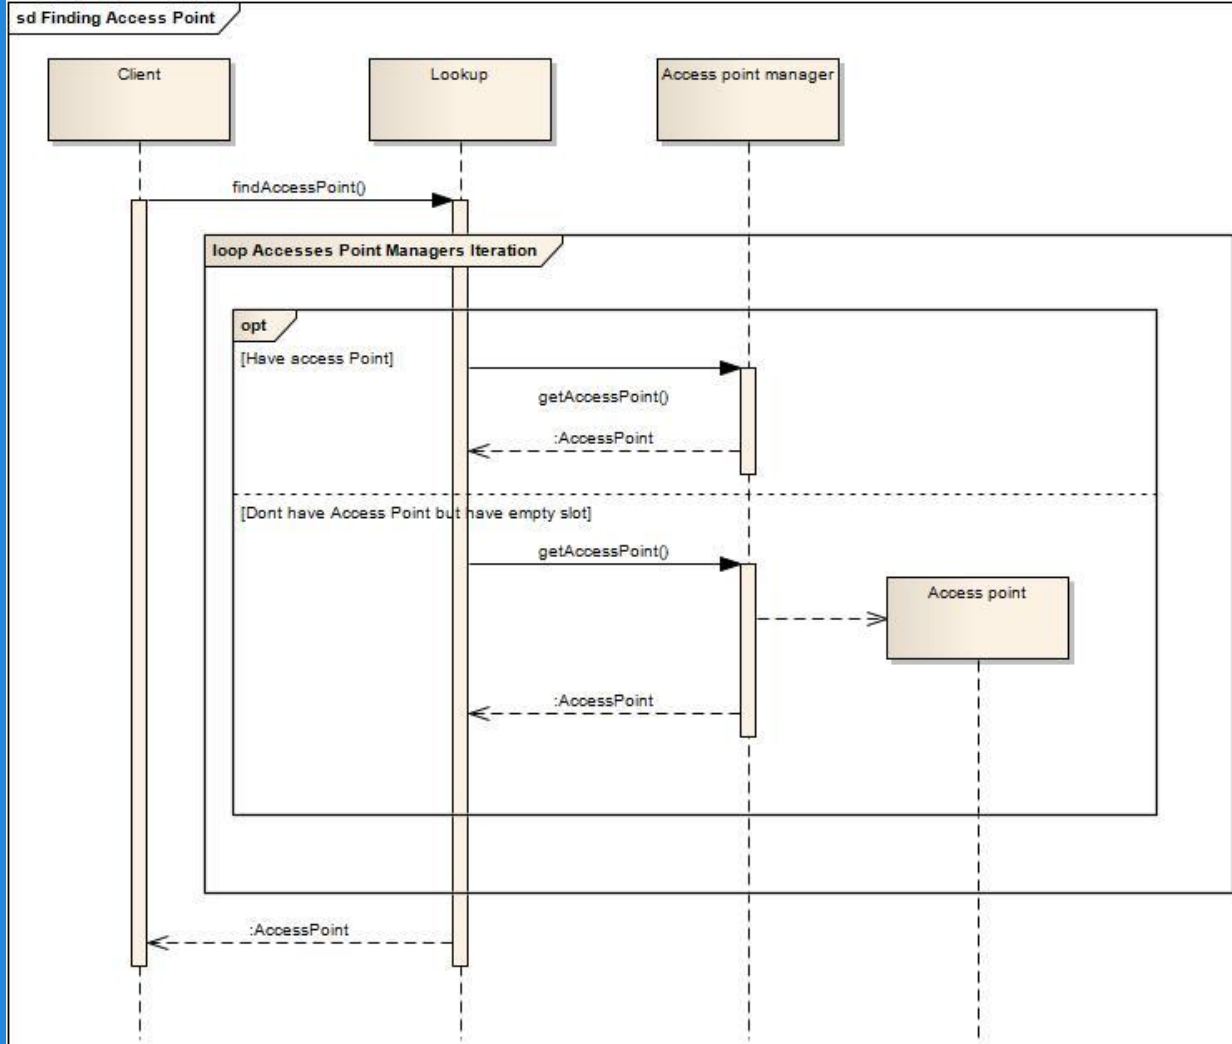 sd Finding Access Point
Client
Lookup
Access point manager
findAccessPoint()
loop Accesses Point Managers Iteration
opt
[Have access Point]
getAccessPoint()
:AccessPoint
[Dont have Access Point but have empty slot]
getAccessPoint()
Access point
:AccessPoint
:AccessPoint